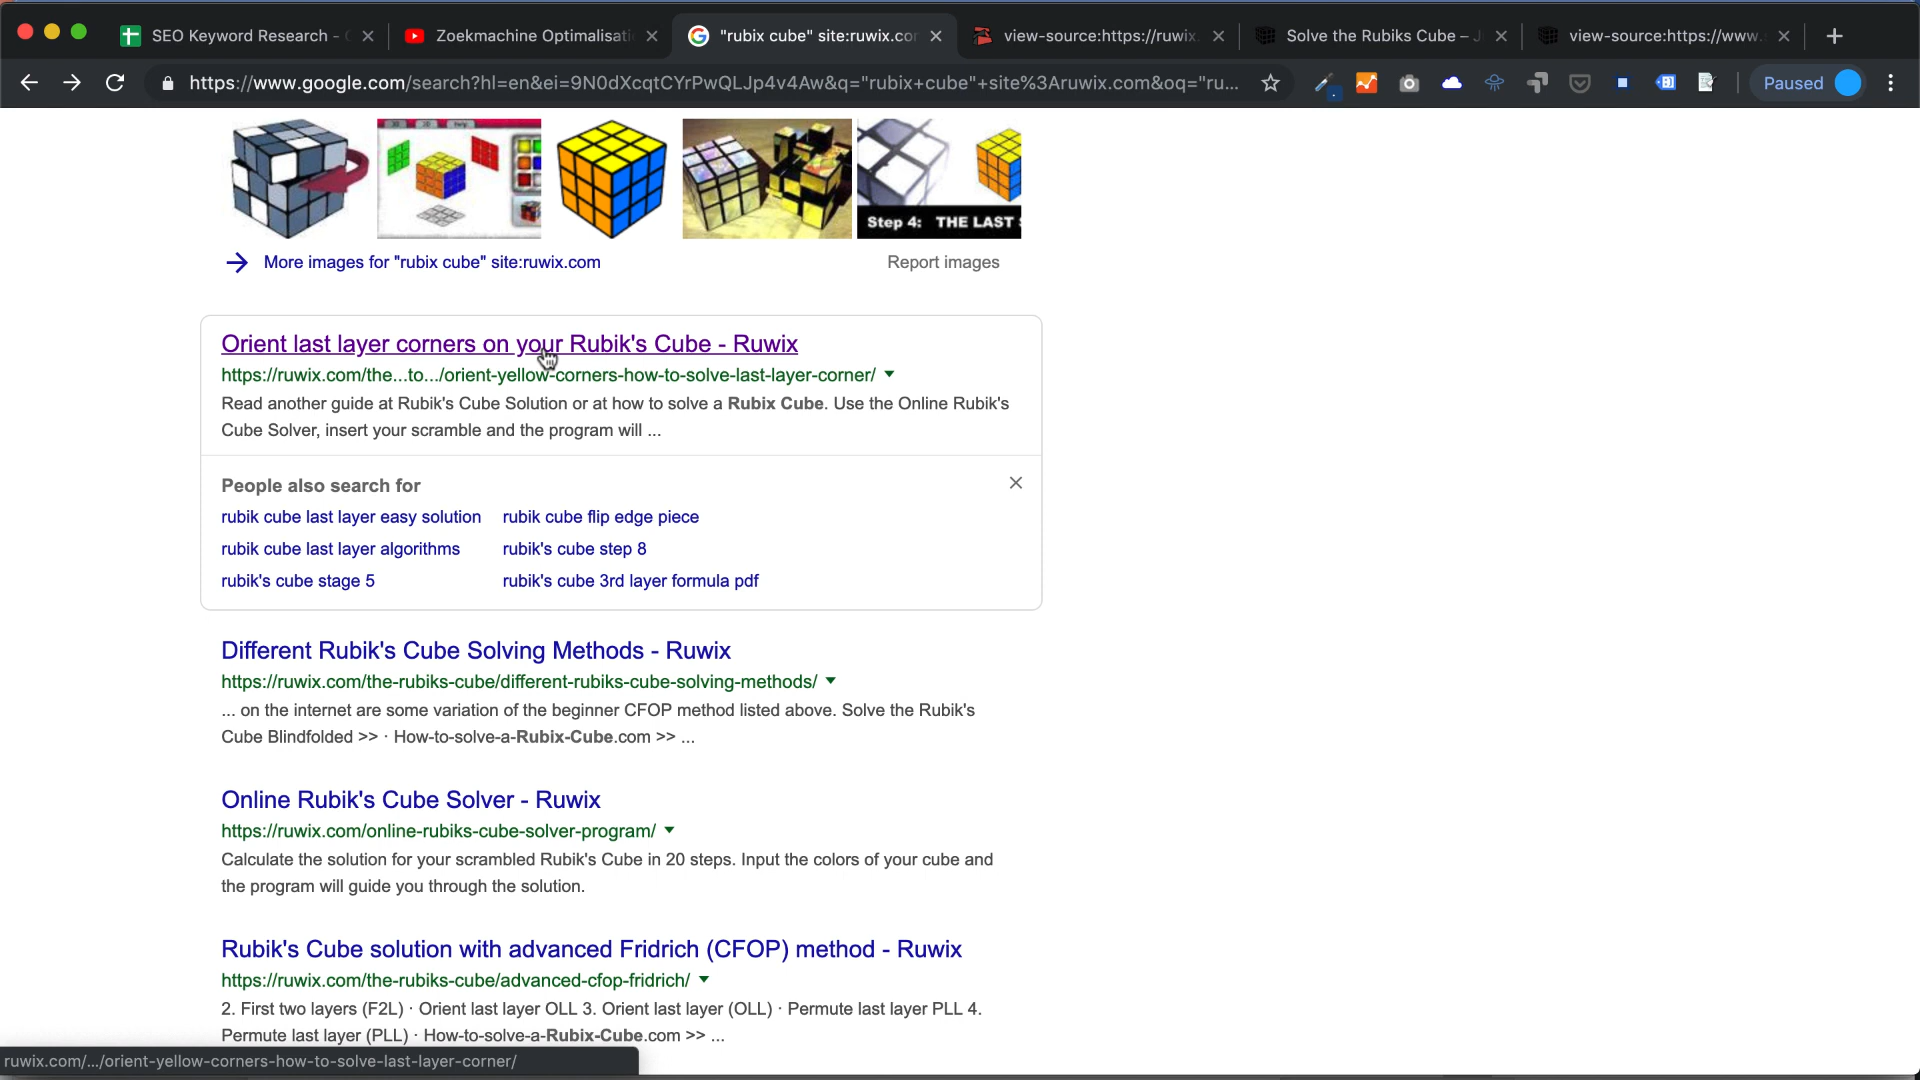 SEO Keyword Research -
Zoekmachine Optimalisati
"rubix cube" site:ruwix.co
view-source:https://ruwix.
Solve the Rubiks Cube –
view-source:https://www.
https://www.google.com/search?hl=en&ei=9N0dXcqtCYrPwQLJp4v4Aw&q="rubix+cube"+site%3Aruwix.com&oq="ru...
Paused
Step 4: THE LAST
More images for "rubix cube" site:ruwix.com
Report images
Orient last layer corners on your Rubik's Cube - Ruwix
https://ruwix.com/the...to.../orient-yellow-corners-how-to-solve-last-layer-corner/
Read another guide at Rubik's Cube Solution or at how to solve a Rubix Cube. Use the Online Rubik's
Cube Solver, insert your scramble and the program will ...
People also search for
rubik cube last layer easy solution
rubik cube flip edge piece
rubik cube last layer algorithms
rubik's cube step 8
rubik's cube stage 5
rubik's cube 3rd layer formula pdf
Different Rubik's Cube Solving Methods - Ruwix
https://ruwix.com/the-rubiks-cube/different-rubiks-cube-solving-methods/
... on the internet are some variation of the beginner CFOP method listed above. Solve the Rubik's
Cube Blindfolded >> · How-to-solve-a-Rubix-Cube.com >> ...
Online Rubik's Cube Solver - Ruwix
https://ruwix.com/online-rubiks-cube-solver-program/
Calculate the solution for your scrambled Rubik's Cube in 20 steps. Input the colors of your cube and
the program will guide you through the solution.
Rubik's Cube solution with advanced Fridrich (CFOP) method - Ruwix
https://ruwix.com/the-rubiks-cube/advanced-cfop-fridrich/
2. First two layers (F2L) · Orient last layer OLL 3. Orient last layer (OLL) · Permute last layer PLL 4.
Permute last layer (PLL) · How-to-solve-a-Rubix-Cube.com >> ...
ruwix.com/.../orient-yellow-corners-how-to-solve-last-layer-corner/